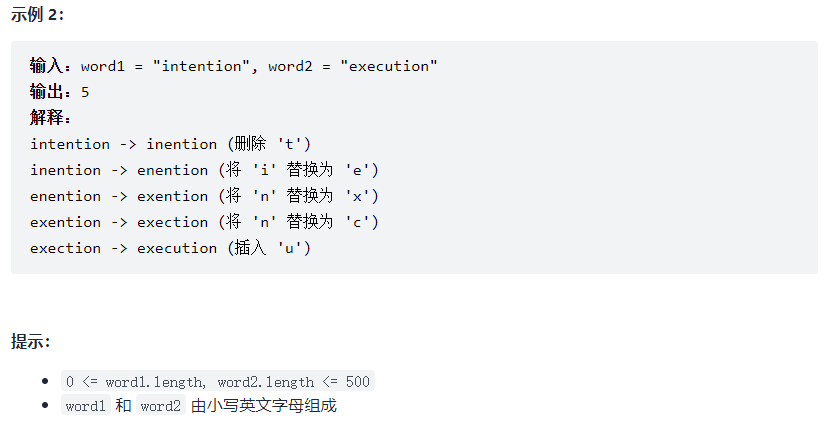 示例 2：
输入：word1 = "intention", word2 = "execution"
输出：5
解释：
intention -> inention (删除 't')
inention -> enention (将 'i' 替换为 'e')
enention -> exention (将 'n' 替换为 'x')
exention -> exection (将 'n' 替换为 'c')
exection -> execution (插入 'u')
提示：
0 <= word1.length, word2.length <= 500
word1 和 word2 由小写英文字母组成